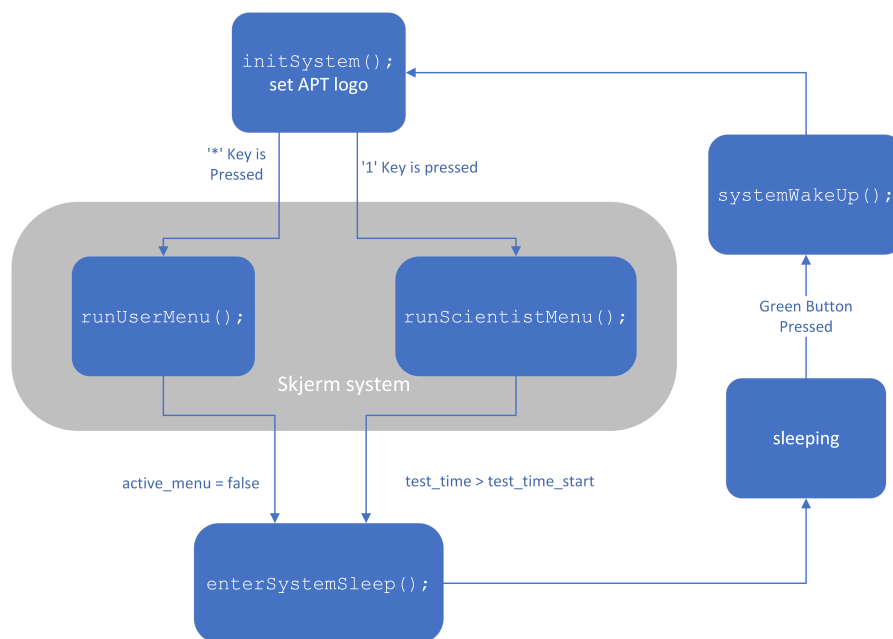 initSystem();
set APT logo
'*' Key is
Pressed
'1' Key is pressed
systemWakeUp();
runUserMenu();
runScientistMenu();
Green Button
Pressed
Skjerm system
sleeping
active_menu = false
test_time > test_time_start
enterSystemSleep();